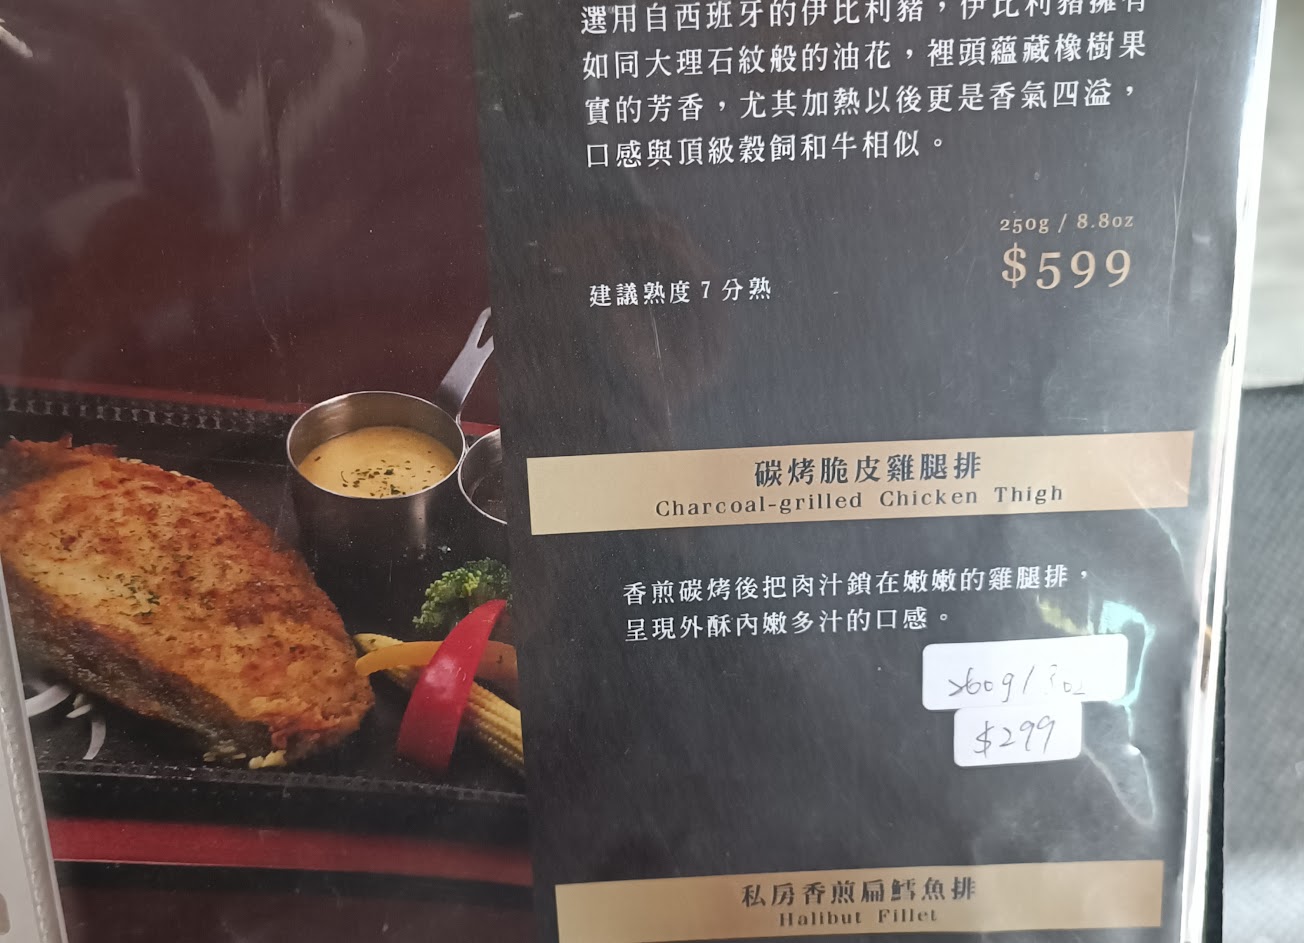 選用自西班牙的伊比利豬，伊比利豬擁有
如同大理石紋般的油花，裡頭蘊藏橡樹果
實的芳香，尤其加熱以後更是香氣四溢，
口感與頂級穀飼和牛相似。
250g / 8.8oz
$599
建議熟度7分熟
碳烤脆皮雞腿排
Charcoal-grilled Chicken Thigh
香煎碳烤後把肉汁鎖在嫩嫩的雞腿排，
呈現外酥內嫩多汁的口感。
260g/
$299
私房香煎扁鱈魚排
Halibut Fillet